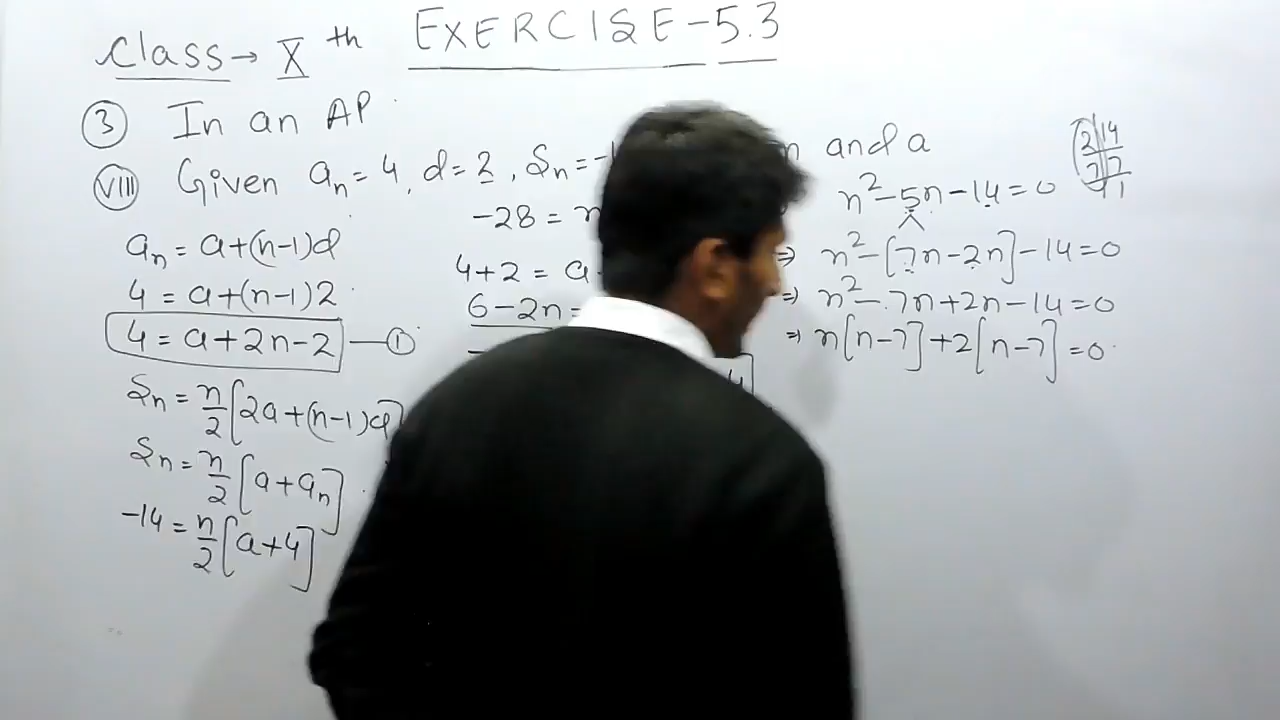 Class → Xth EXERCISE-5.3
③ In an AP
VIII Given an = 4, d = 2, Sn = - n and a
an = a+(n-1)d
4 = a+(n-1)2
4 = a+2n-2 —①
Sn = n/2[2a+(n-1)d]
Sn = n/2[a+an]
-14 = n/2[a+4]
-28 = n
4+2 = a
6-2n =
n²-5n-14=0
⇒ n²-[7n-2n]-14=0
⇒ n²-7n+2n-14=0
⇒ n[n-7]+2[n-7]=0
2|14
7|7
1